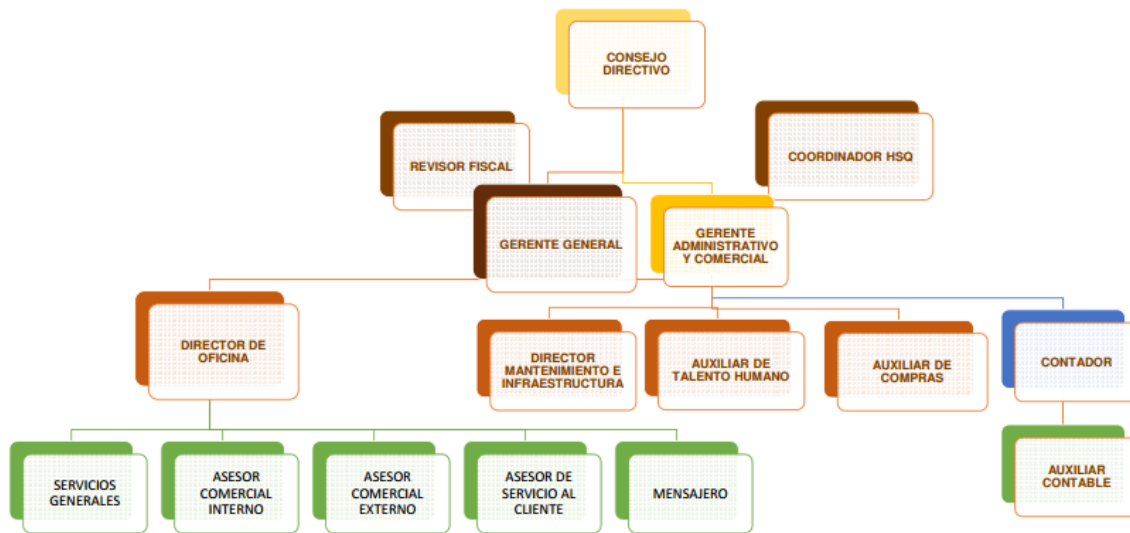 CONSEJO
DIRECTIVO
REVISOR FISCAL
COORDINADOR HSQ
GERENTE GENERAL
GERENTE
ADMINISTRATIVO
Y COMERCIAL
DIRECTOR DE
OFICINA
DIRECTOR
MANTENIMIENTO E
INFRAESTRUCTURA
AUXILIAR DE
TALENTO HUMANO
AUXILIAR DE
COMPRAS
CONTADOR
SERVICIOS
GENERALES
ASESOR
COMERCIAL
INTERNO
ASESOR
COMERCIAL
EXTERNO
ASESOR DE
SERVICIO AL
CLIENTE
MENSAJERO
AUXILIAR
CONTABLE